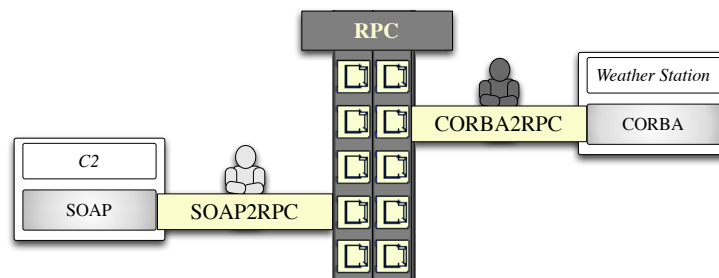 RPC
Weather Station
CORBA2RPC
CORBA
C2
SOAP
SOAP2RPC